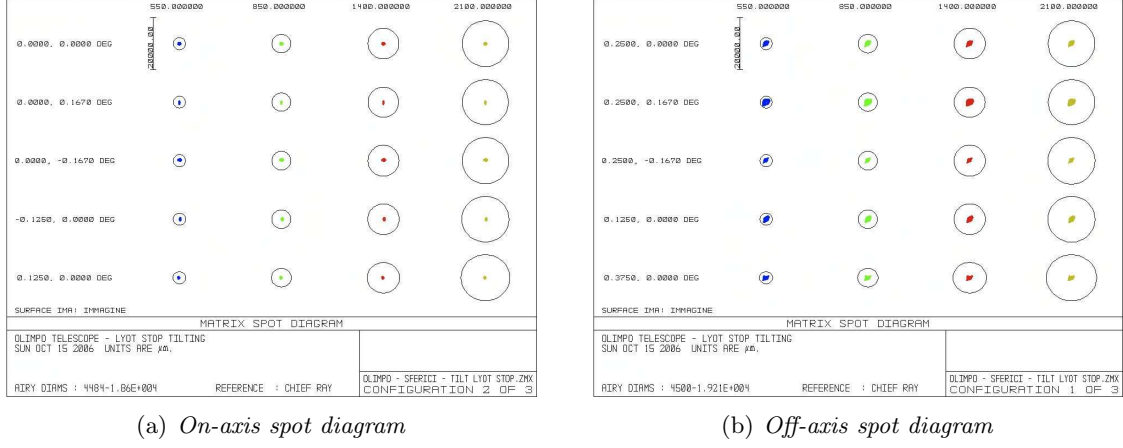 550.000000 850.000000 1400.000000 2100.000000
20000.00
0.0000, 0.0000 DEG
0.0000, 0.1670 DEG
0.0000, -0.1670 DEG
-0.1250, 0.0000 DEG
0.1250, 0.0000 DEG
SURFACE IMA: IMMAGINE
MATRIX SPOT DIAGRAM
OLIMPO TELESCOPE - LYOT STOP TILTING
SUN OCT 15 2006 UNITS ARE µm.
AIRY DIAMS : 4484-1.86E+004 REFERENCE : CHIEF RAY
OLIMPO - SFERICI - TILT LYOT STOP.ZMX
CONFIGURATION 2 OF 3
(a) On-axis spot diagram
550.000000 850.000000 1400.000000 2100.000000
20000.00
0.2500, 0.0000 DEG
0.2500, 0.1670 DEG
0.2500, -0.1670 DEG
0.1250, 0.0000 DEG
0.3750, 0.0000 DEG
SURFACE IMA: IMMAGINE
MATRIX SPOT DIAGRAM
OLIMPO TELESCOPE - LYOT STOP TILTING
SUN OCT 15 2006 UNITS ARE µm.
AIRY DIAMS : 4500-1.921E+004 REFERENCE : CHIEF RAY
OLIMPO - SFERICI - TILT LYOT STOP.ZMX
CONFIGURATION 1 OF 3
(b) Off-axis spot diagram